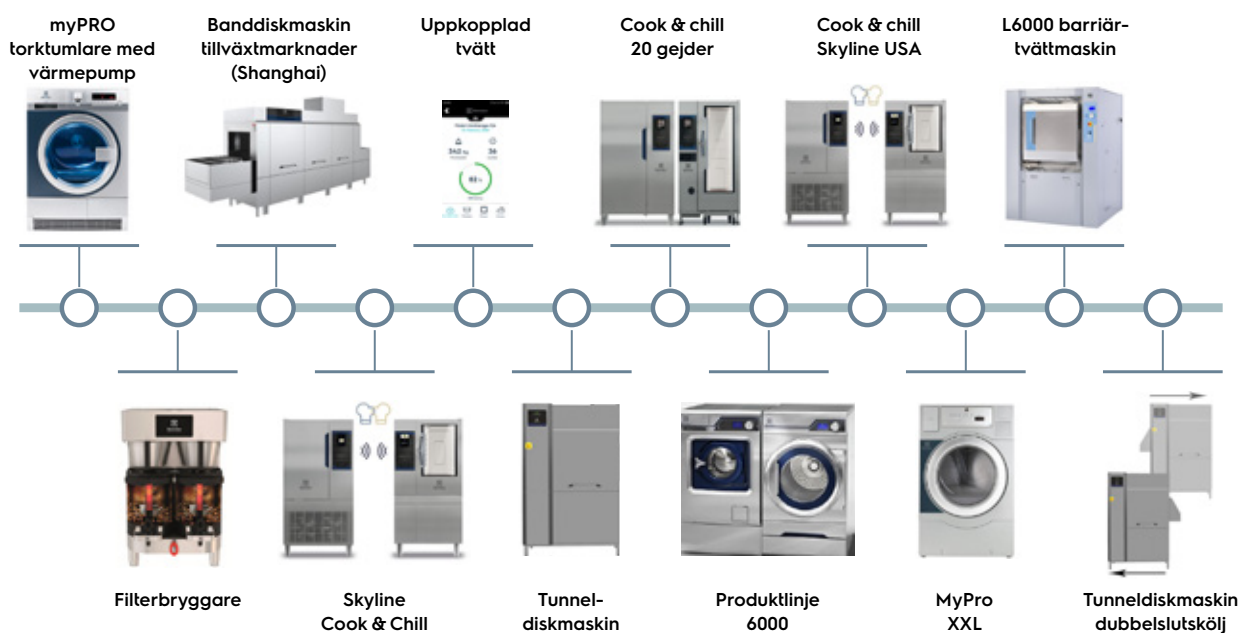 myPRO
torktumlare med
värmepump
Banddiskmaskin
tillväxtmarknader
(Shanghai)
Uppkopplad
tvätt
Cook & chill
20 gejder
Cook & chill
Skyline USA
L6000 barriär-
tvättmaskin
Filterbryggare
Skyline
Cook & Chill
Tunnel-
diskmaskin
Produktlinje
6000
MyPro
XXL
Tunneldiskmaskin
dubbelslutskölj